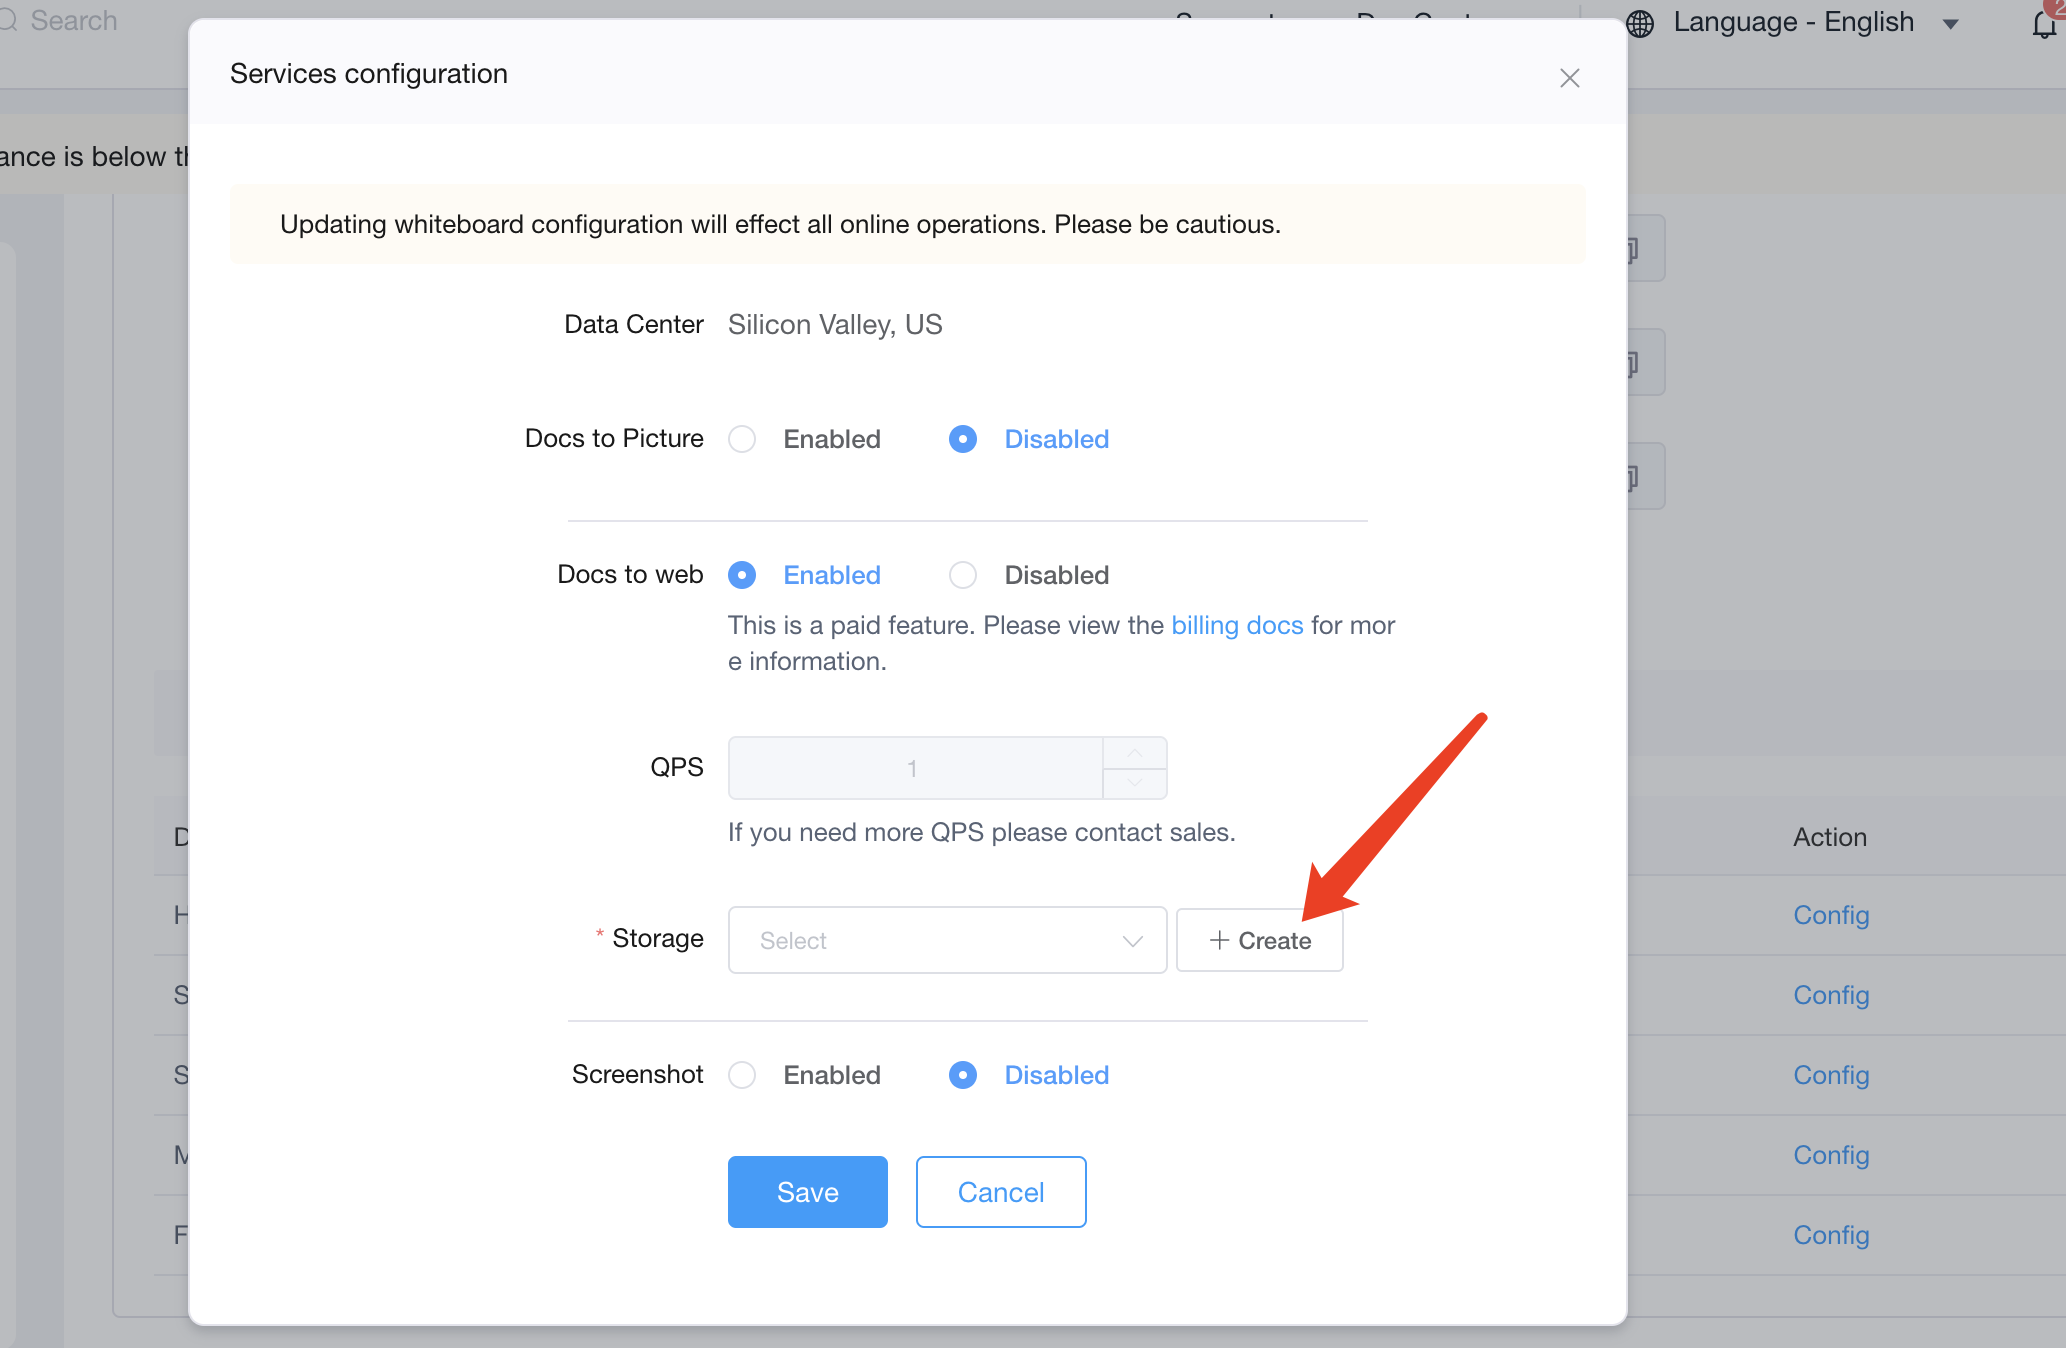 Search
Language - English
2
Services configuration
ance is below th
Updating whiteboard configuration will effect all online operations. Please be cautious.
Data Center Silicon Valley, US
Docs to Picture Enabled Disabled
Docs to web Enabled Disabled
This is a paid feature. Please view the billing docs for mor
e information.
QPS 1
If you need more QPS please contact sales.
* Storage Select + Create
Screenshot Enabled Disabled
Save Cancel
D Action
H Config
S Config
S Config
M Config
F Config